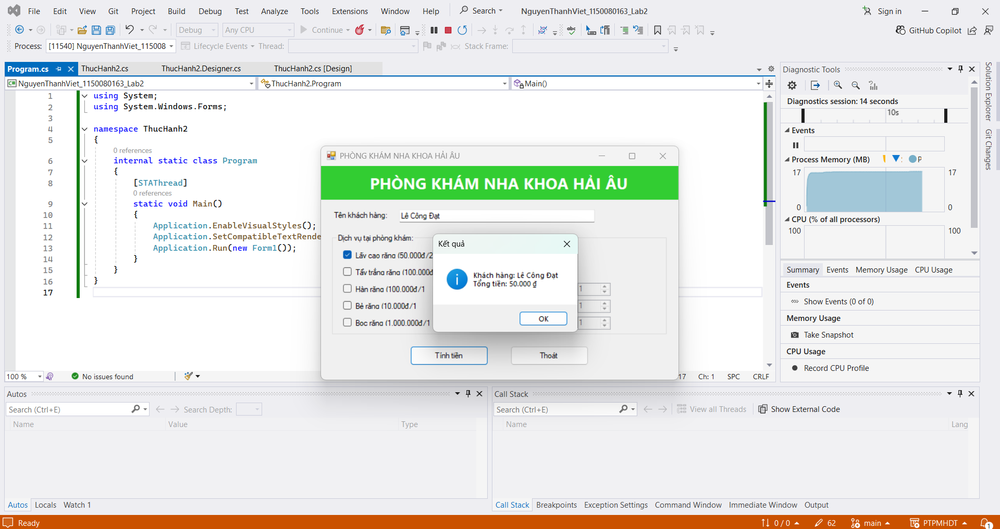 File Edit View Git Project Build Debug Test Analyze Tools Extensions Window Help Search NguyenThanhViet_1150080163_Lab2 Sign in
Debug Any CPU Continue GitHub Copilot
Process: [11540] NguyenThanhViet_115008 Lifecycle Events Thread: Stack Frame:
Program.cs ThucHanh2.cs ThucHanh2.Designer.cs ThucHanh2.cs [Design]
NguyenThanhViet_1150080163_Lab2 ThucHanh2.Program Main()
1 using System;
2 using System.Windows.Forms;
3
4 namespace ThucHanh2
5 {
0 references
6 internal static class Program
7 {
8 [STAThread]
0 references
9 static void Main()
10 {
11 Application.EnableVisualStyles();
12 Application.SetCompatibleTextRende
13 Application.Run(new Form1());
14 }
15 }
16 }
17
100 % No issues found 17 Ch: 1 SPC CRLF
PHÒNG KHÁM NHA KHOA HẢI ÂU
PHÒNG KHÁM NHA KHOA HẢI ÂU
Tên khách hàng: Lê Công Đạt
Dịch vụ tại phòng khám:
Lấy cao răng (50.000đ/2
Tẩy trắng răng (100.000đ
Hàn răng (100.000đ/1 1
Bẻ răng (10.000đ/1 1
Bọc răng (1.000.000đ/1 1
Tính tiền Thoát
Kết quả
Khách hàng: Lê Công Đạt
Tổng tiền: 50.000 ₫
OK
Diagnostic Tools
Diagnostics session: 14 seconds
10s
Events
Process Memory (MB) P
17 17
0 0
CPU (% of all processors)
100 100
Summary Events Memory Usage CPU Usage
Events
Show Events (0 of 0)
Memory Usage
Take Snapshot
CPU Usage
Record CPU Profile
Solution Explorer
Git Changes
Autos
Search (Ctrl+E) Search Depth:
Name Value Type
Autos Locals Watch 1
Call Stack
Search (Ctrl+E) View all Threads Show External Code
Name Lang
Call Stack Breakpoints Exception Settings Command Window Immediate Window Output
Ready 0 / 0 62 main PTPMHDT 1